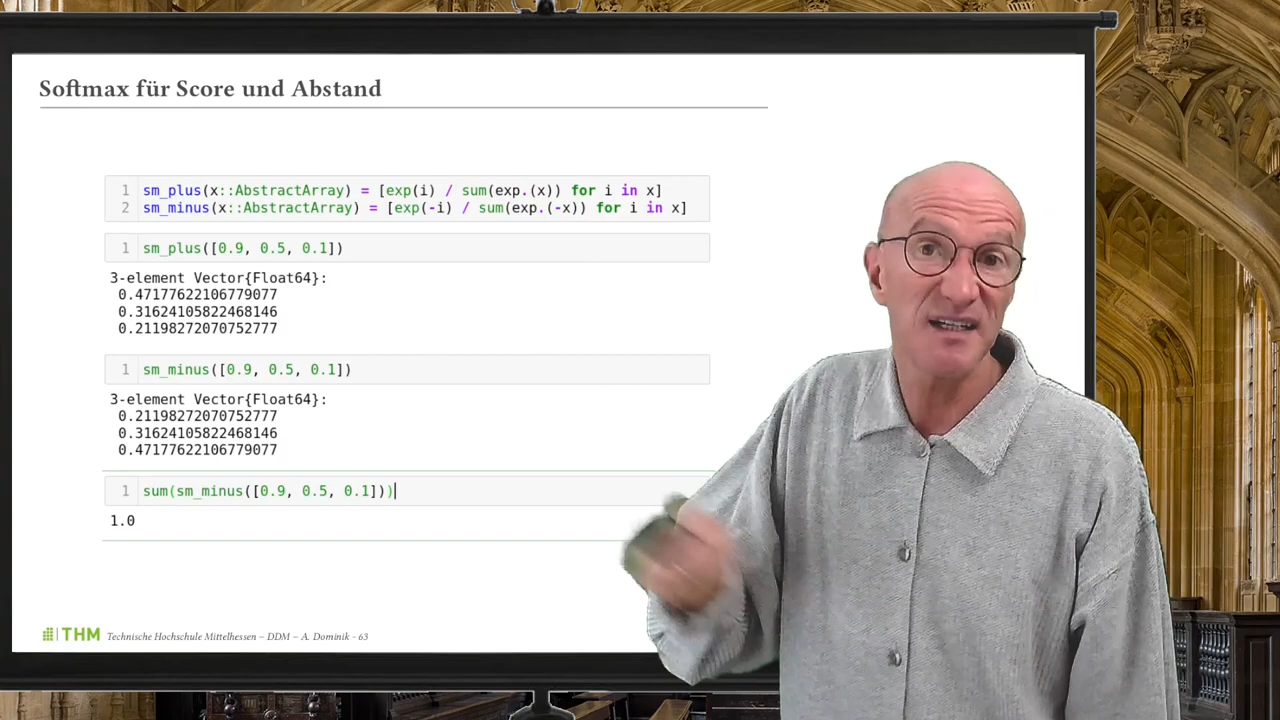 Softmax für Score und Abstand
1 sm_plus(x::AbstractArray) = [exp(i) / sum(exp.(x)) for i in x]
2 sm_minus(x::AbstractArray) = [exp(-i) / sum(exp.(-x)) for i in x]
1 sm_plus([0.9, 0.5, 0.1])
3-element Vector{Float64}:
0.47177622106779077
0.31624105822468146
0.21198272070752777
1 sm_minus([0.9, 0.5, 0.1])
3-element Vector{Float64}:
0.21198272070752777
0.31624105822468146
0.47177622106779077
1 sum(sm_minus([0.9, 0.5, 0.1]))
1.0
THM Technische Hochschule Mittelhessen – DDM – A. Dominik - 63